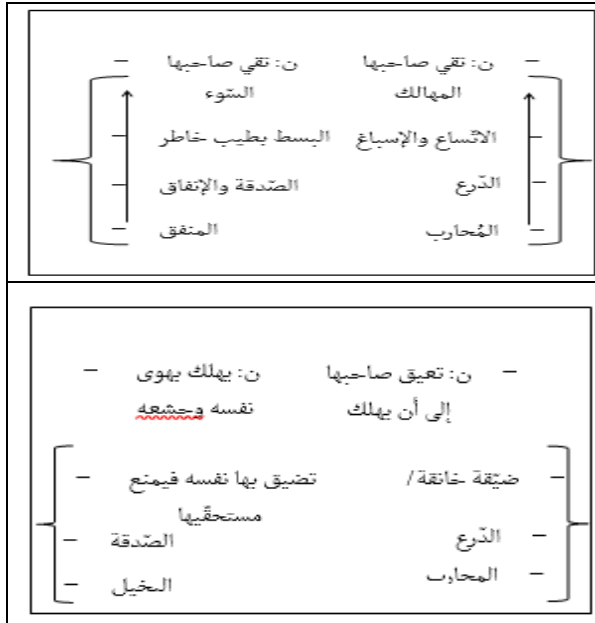 – ن: تقي صاحبها – ن: تقي صاحبها
المهالك السّوء
– الاتّساع والإسباغ – البسط بطيب خاطر
– الدّرع – الصّدقة والإنفاق
– المُحارب – المنفق
– ن: تعيق صاحبها – ن: يهلك بهوى
إلى أن يهلك نفسه وجشعه
– ضيّقة خانقة/ – تضيق بها نفسه فيمنع
مستحقّيها
– الدّرع – الصّدقة
– المحارب – البخيل